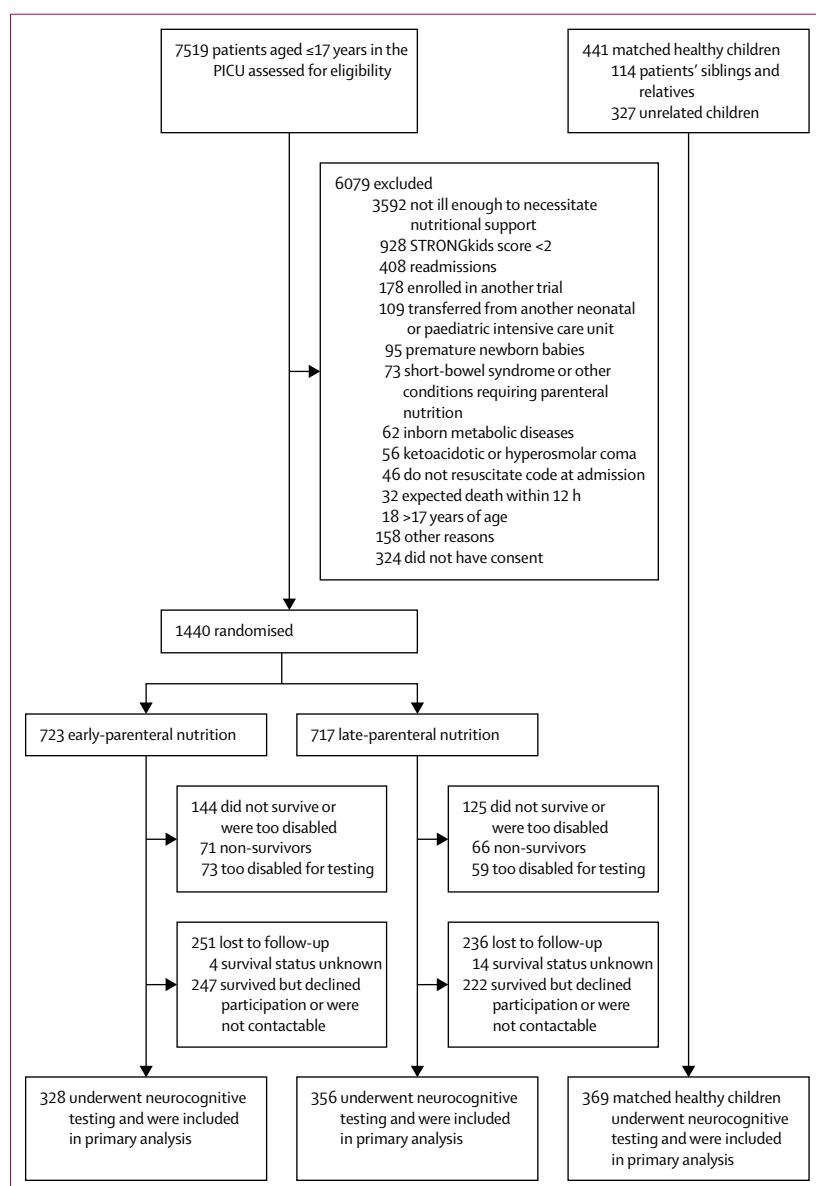 7519 patients aged ≤17 years in the
PICU assessed for eligibility
441 matched healthy children
114 patients' siblings and
relatives
327 unrelated children
6079 excluded
3592 not ill enough to necessitate
nutritional support
928 STRONGkids score <2
408 readmissions
178 enrolled in another trial
109 transferred from another neonatal
or paediatric intensive care unit
95 premature newborn babies
73 short-bowel syndrome or other
conditions requiring parenteral
nutrition
62 inborn metabolic diseases
56 ketoacidotic or hyperosmolar coma
46 do not resuscitate code at admission
32 expected death within 12 h
18 >17 years of age
158 other reasons
324 did not have consent
1440 randomised
723 early-parenteral nutrition
717 late-parenteral nutrition
144 did not survive or
were too disabled
71 non-survivors
73 too disabled for testing
125 did not survive or
were too disabled
66 non-survivors
59 too disabled for testing
251 lost to follow-up
4 survival status unknown
247 survived but declined
participation or were
not contactable
236 lost to follow-up
14 survival status unknown
222 survived but declined
participation or were
not contactable
328 underwent neurocognitive
testing and were included
in primary analysis
356 underwent neurocognitive
testing and were included
in primary analysis
369 matched healthy children
underwent neurocognitive
testing and were included
in primary analysis